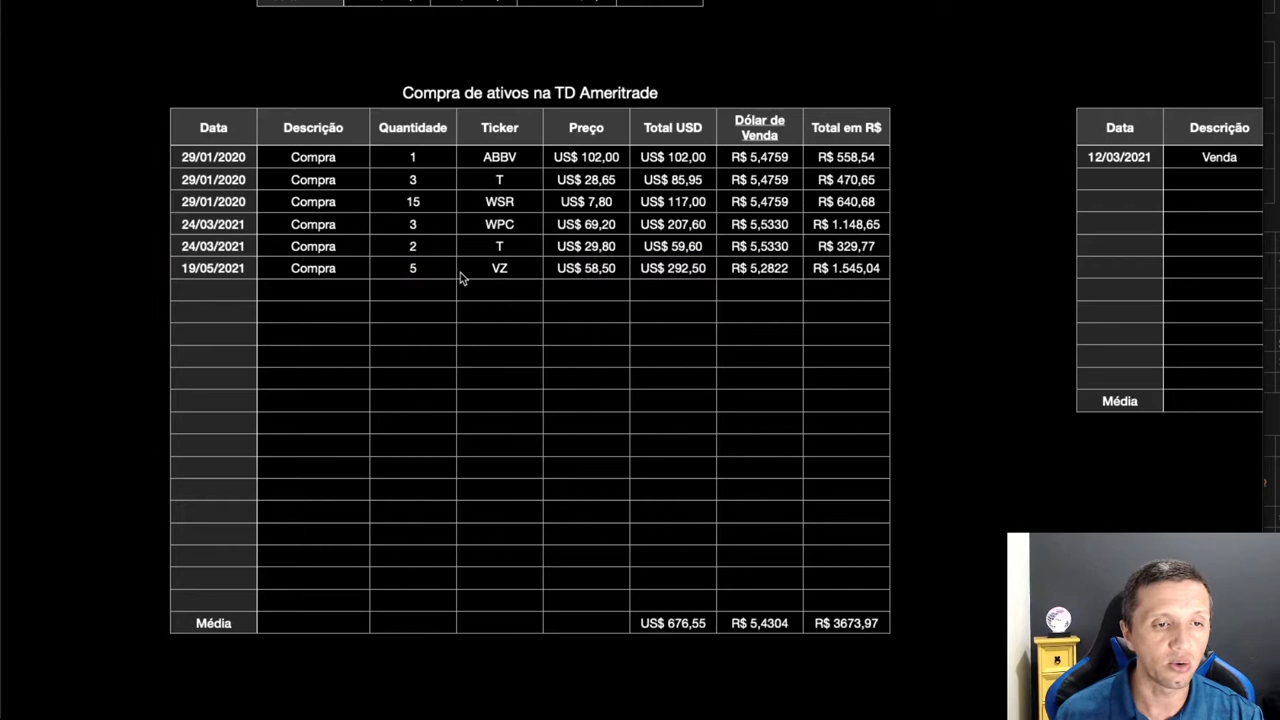 Compra de ativos na TD Ameritrade
Data Descrição Quantidade Ticker Preço Total USD Dólar de Venda Total em R$
29/01/2020 Compra 1 ABBV US$ 102,00 US$ 102,00 R$ 5,4759 R$ 558,54
29/01/2020 Compra 3 T US$ 28,65 US$ 85,95 R$ 5,4759 R$ 470,65
29/01/2020 Compra 15 WSR US$ 7,80 US$ 117,00 R$ 5,4759 R$ 640,68
24/03/2021 Compra 3 WPC US$ 69,20 US$ 207,60 R$ 5,5330 R$ 1.148,65
24/03/2021 Compra 2 T US$ 29,80 US$ 59,60 R$ 5,5330 R$ 329,77
19/05/2021 Compra 5 VZ US$ 58,50 US$ 292,50 R$ 5,2822 R$ 1.545,04
Média US$ 676,55 R$ 5,4304 R$ 3673,97
Data Descrição
12/03/2021 Venda
Média